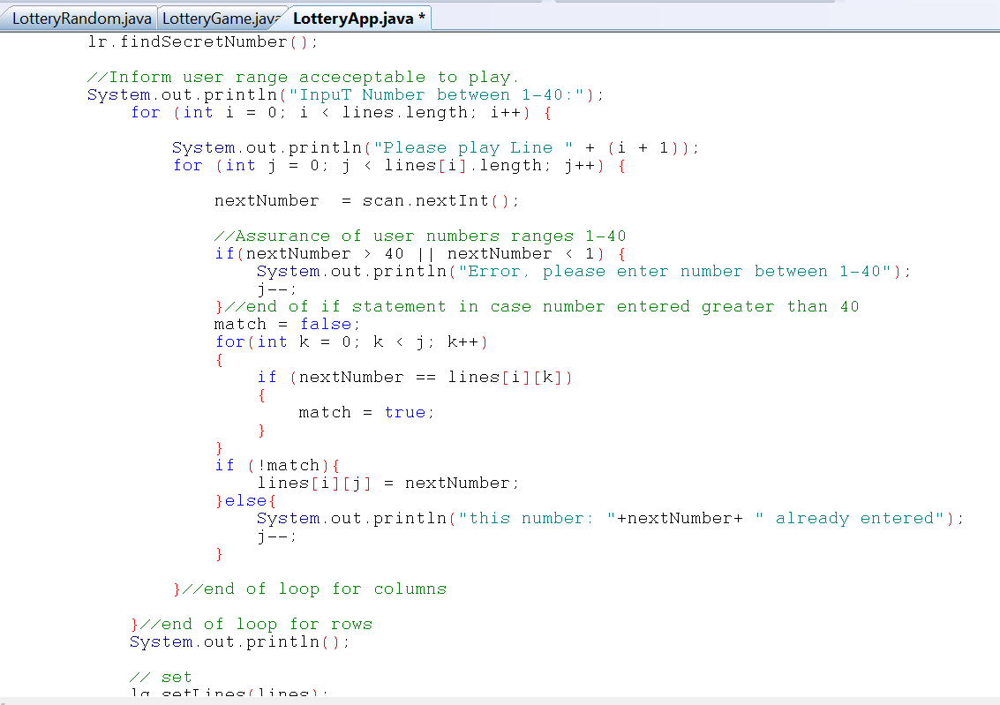 LotteryRandom.java LotteryGame.java LotteryApp.java *
lr.findSecretNumber();
//Inform user range acceceptable to play.
System.out.println("InpuT Number between 1-40:");
for (int i = 0; i < lines.length; i++) {
System.out.println("Please play Line " + (i + 1));
for (int j = 0; j < lines[i].length; j++) {
nextNumber = scan.nextInt();
//Assurance of user numbers ranges 1-40
if(nextNumber > 40 || nextNumber < 1) {
System.out.println("Error, please enter number between 1-40");
j--;
}//end of if statement in case number entered greater than 40
match = false;
for(int k = 0; k < j; k++)
{
if (nextNumber == lines[i][k])
{
match = true;
}
}
if (!match){
lines[i][j] = nextNumber;
}else{
System.out.println("this number: "+nextNumber+ " already entered");
j--;
}
}//end of loop for columns
}//end of loop for rows
System.out.println();
// set
lg.setLines(lines);